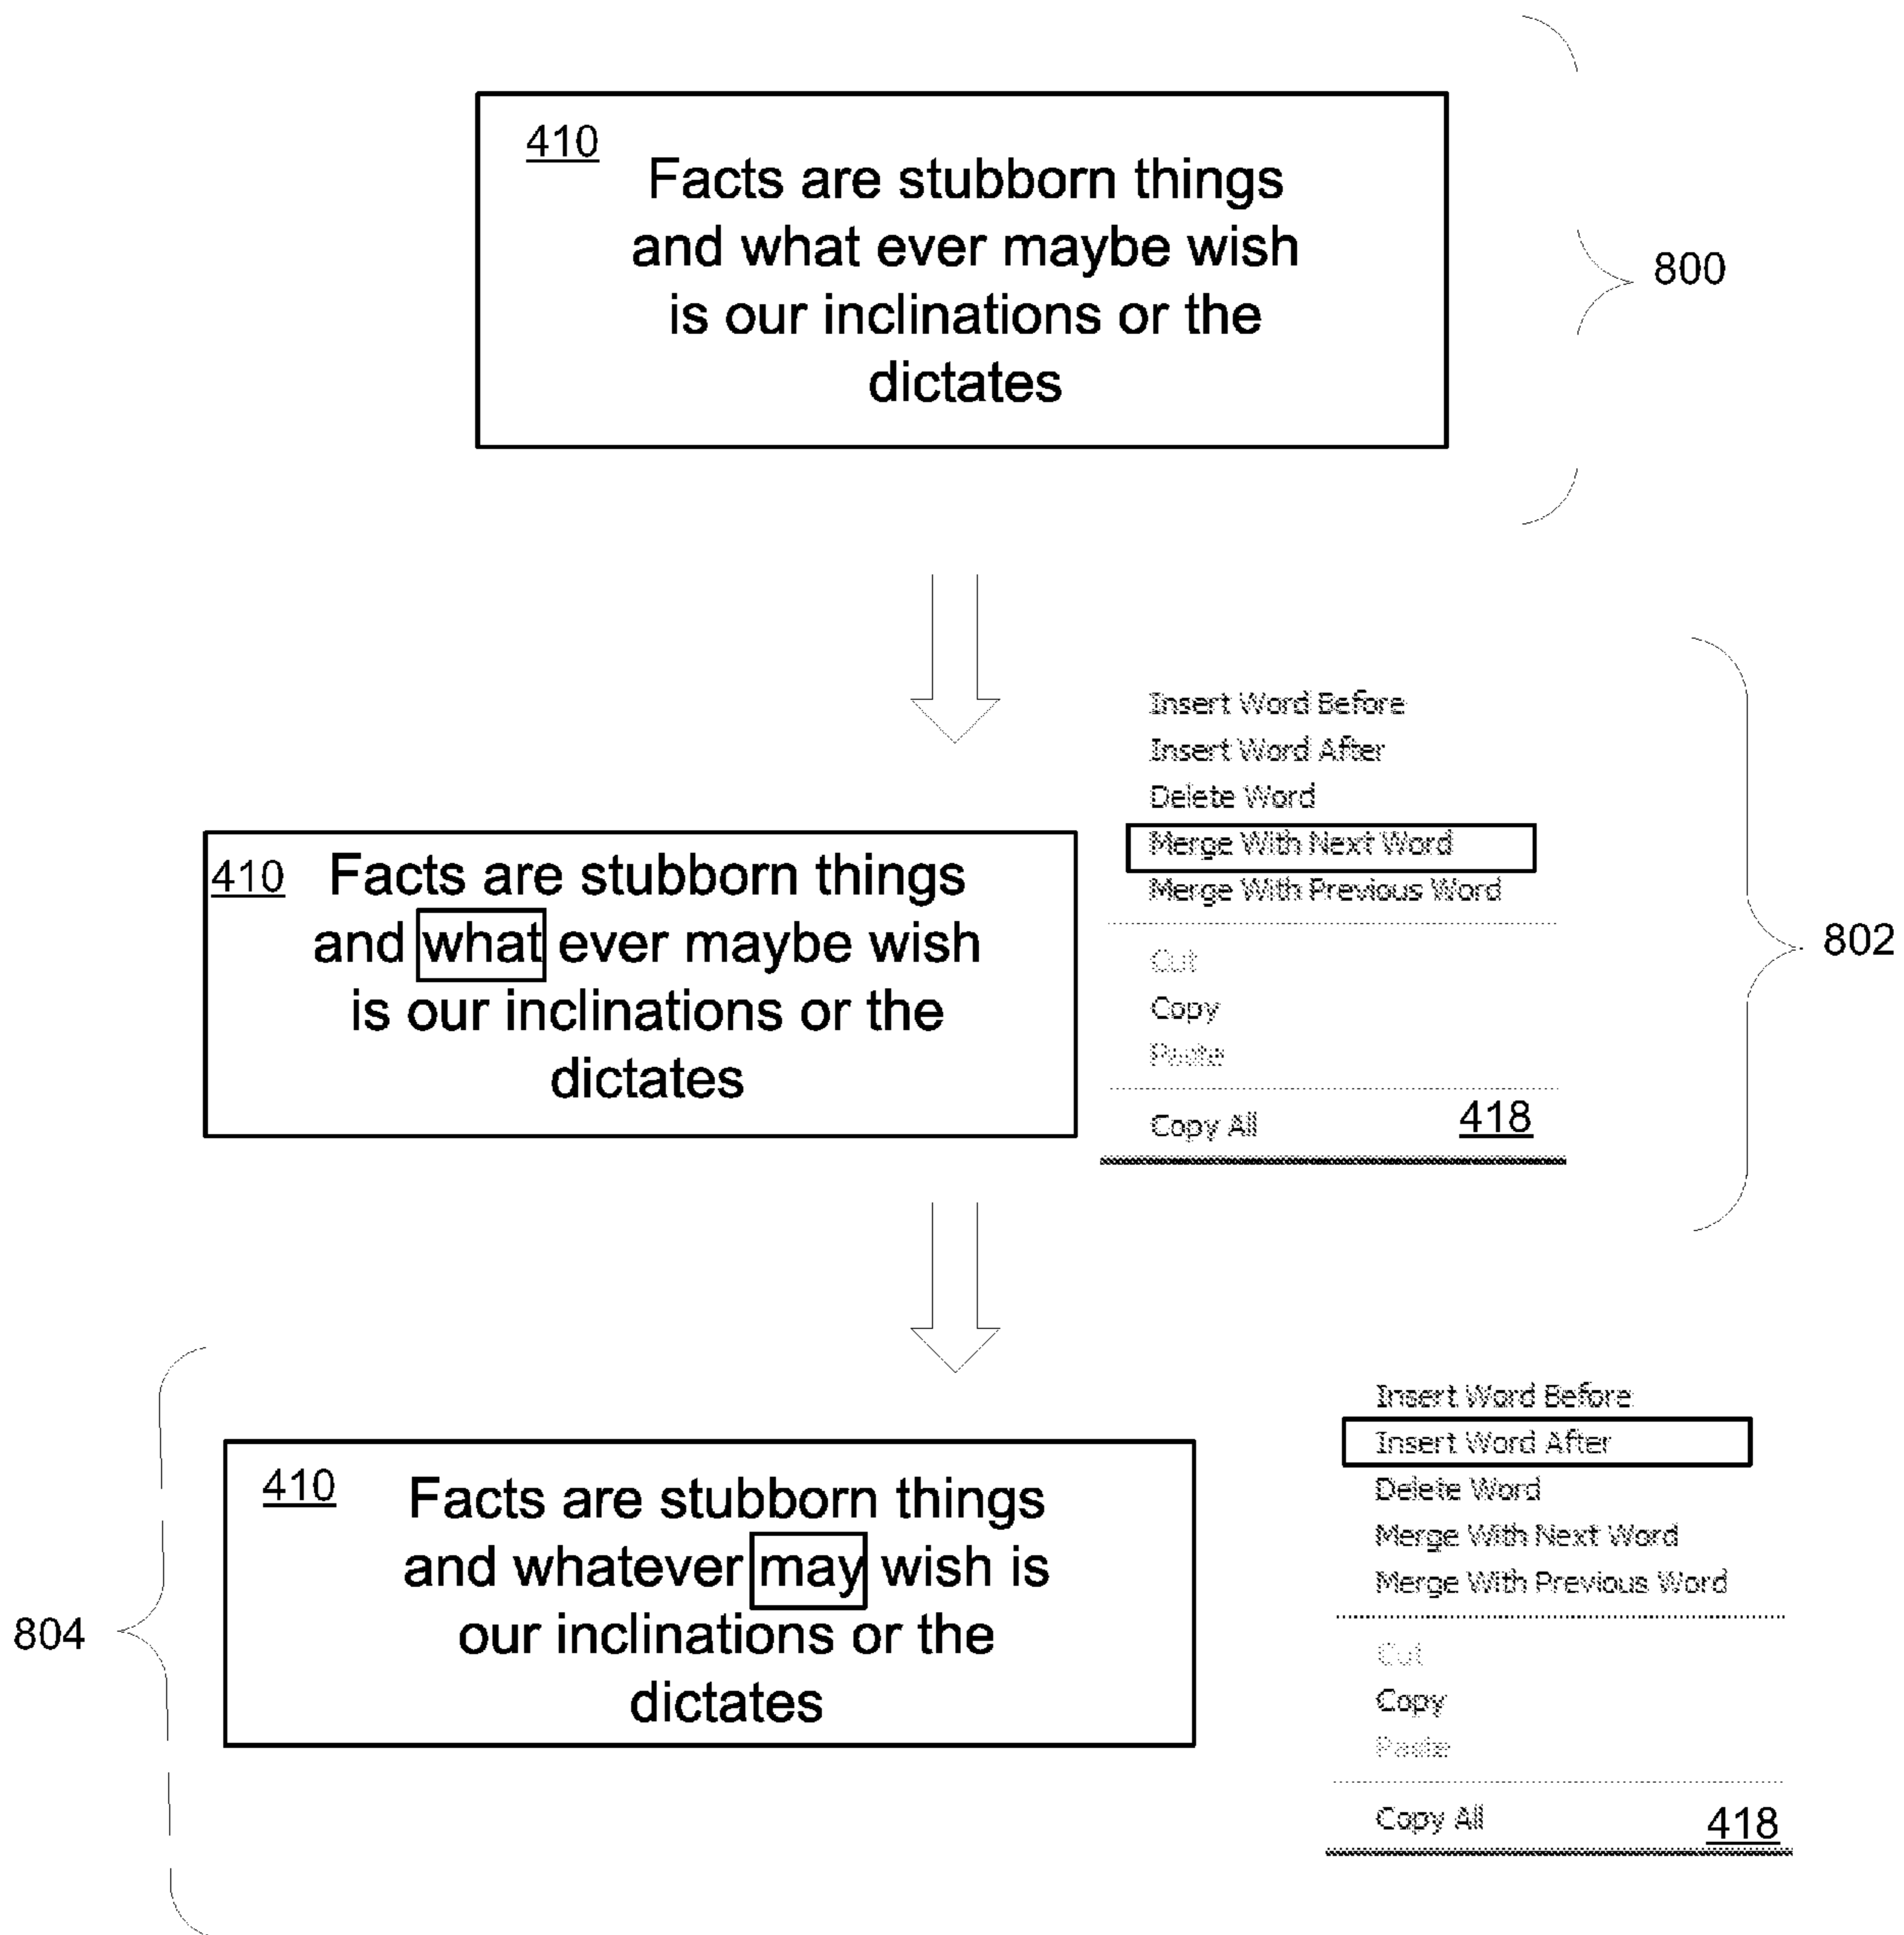 410
Facts are stubborn things
and what ever maybe wish
is our inclinations or the
dictates
800
410
Facts are stubborn things
and what ever maybe wish
is our inclinations or the
dictates
Insert Word Before
Insert Word After
Delete Word
Merge With Next Word
Merge With Previous Word
Cut
Copy
Paste
Copy All
418
802
804
410
Facts are stubborn things
and whatever may wish is
our inclinations or the
dictates
Insert Word Before
Insert Word After
Delete Word
Merge With Next Word
Merge With Previous Word
Cut
Copy
Paste
Copy All
418